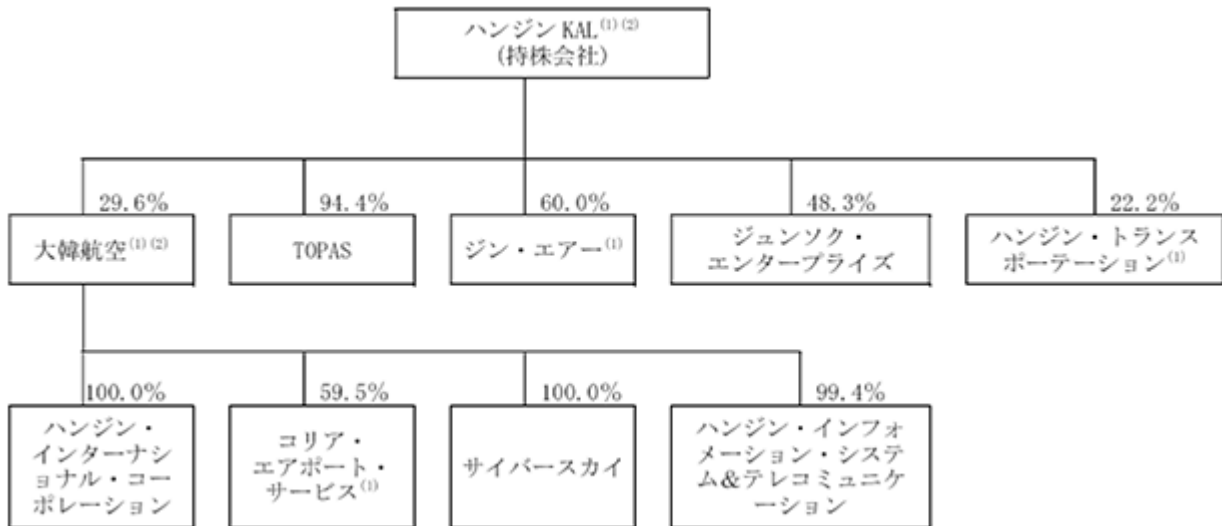 ハンジン KAL⁽¹⁾⁽²⁾
(持株会社)
29.6%
94.4%
60.0%
48.3%
22.2%
大韓航空⁽¹⁾⁽²⁾
TOPAS
ジン・エアー⁽¹⁾
ジュンソク・
エンタープライズ
ハンジン・トランス
ポーテーション⁽¹⁾
100.0%
59.5%
100.0%
99.4%
ハンジン・
インターナシ
ョナル・コー
ポレーション
コリア・
エアポート・
サービス⁽¹⁾
サイバースカイ
ハンジン・インフォ
メーション・システ
ム&テレコミュニケ
ーション